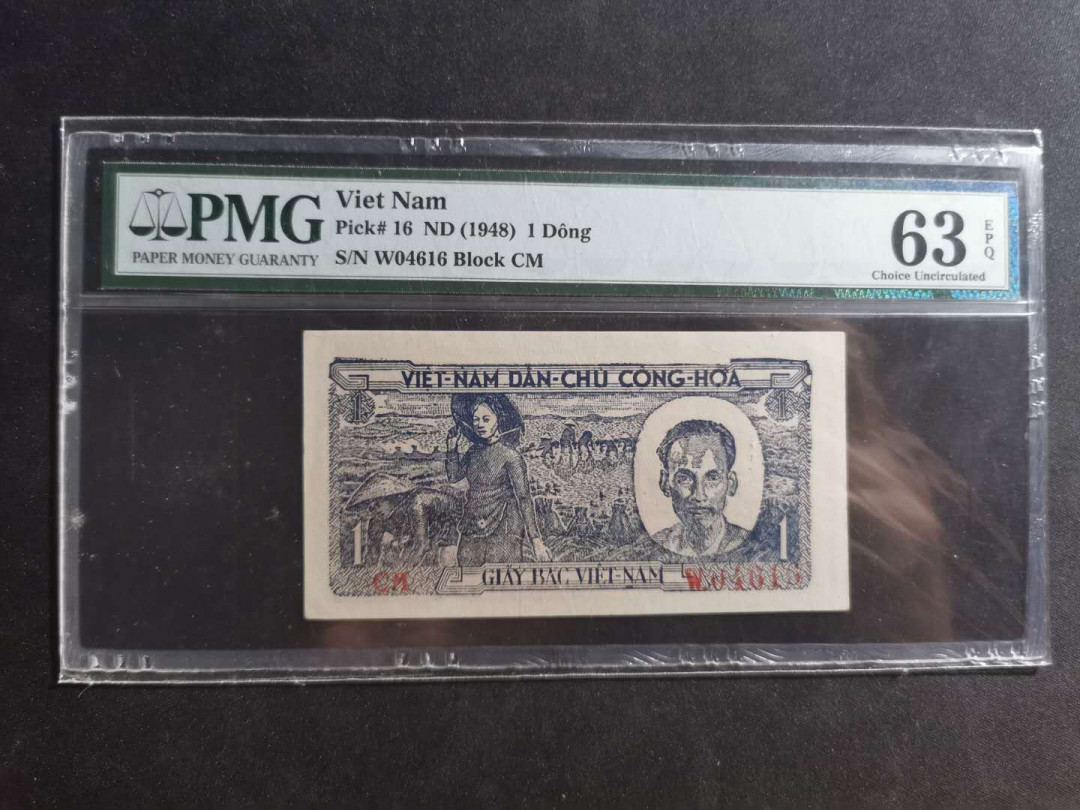 PMG
PAPER MONEY GUARANTY
Viet Nam
Pick# 16 ND (1948) 1 Dông
S/N W04616 Block CM
63
EPQ
Choice Uncirculated
VIỆT-NAM DÂN-CHỦ CỘNG-HÒA
1 1
1 1
CM GIẤY BẠC VIỆT-NAM